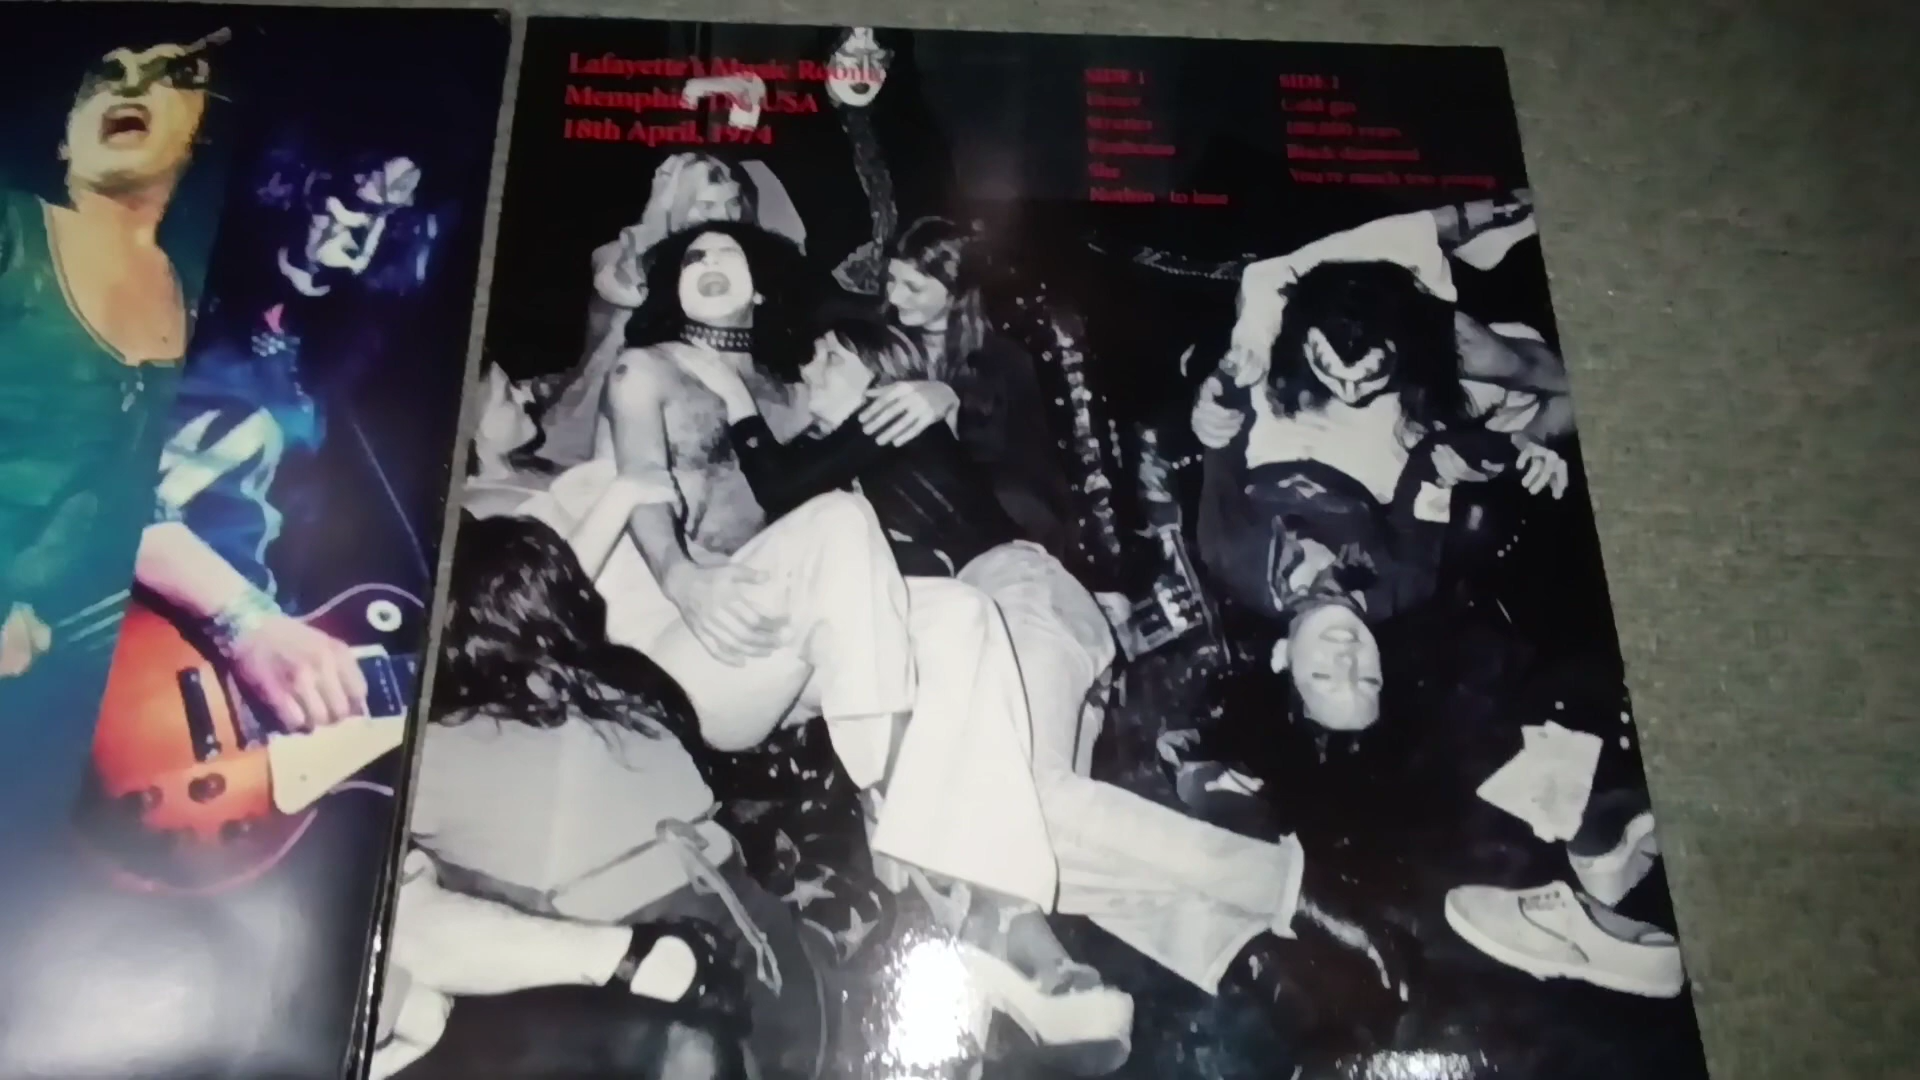 Lafayette's Music Room
Memphis, TN, USA
18th April, 1974
SIDE 1
Deuce
Strutter
Firehouse
She
Nothin' to lose
SIDE 2
Cold gin
100,000 years
Black diamond
You're much too young